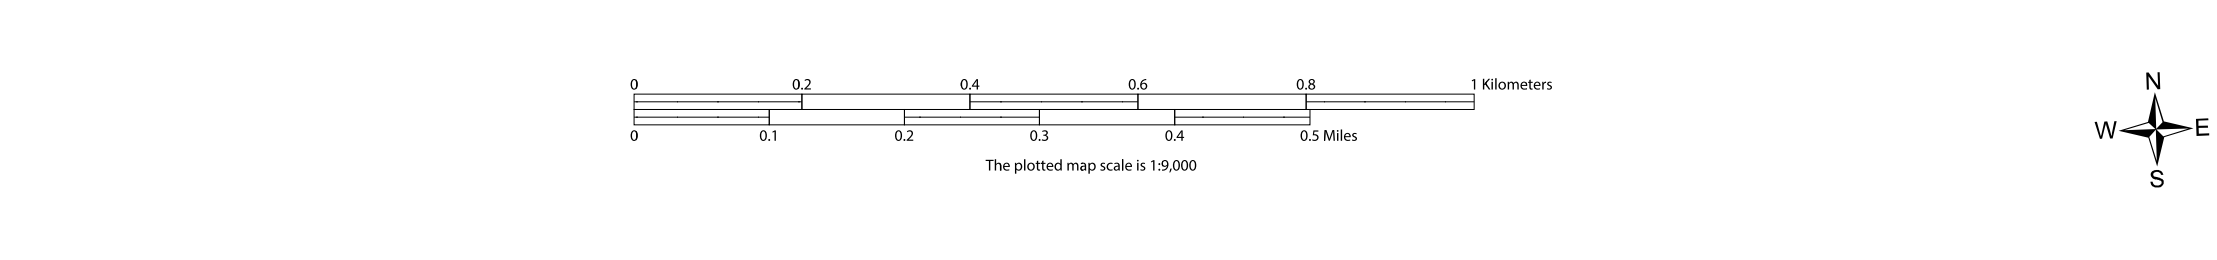 0 0.2 0.4 0.6 0.8 1 Kilometers
0 0.1 0.2 0.3 0.4 0.5 Miles
The plotted map scale is 1:9,000
N
W E
S